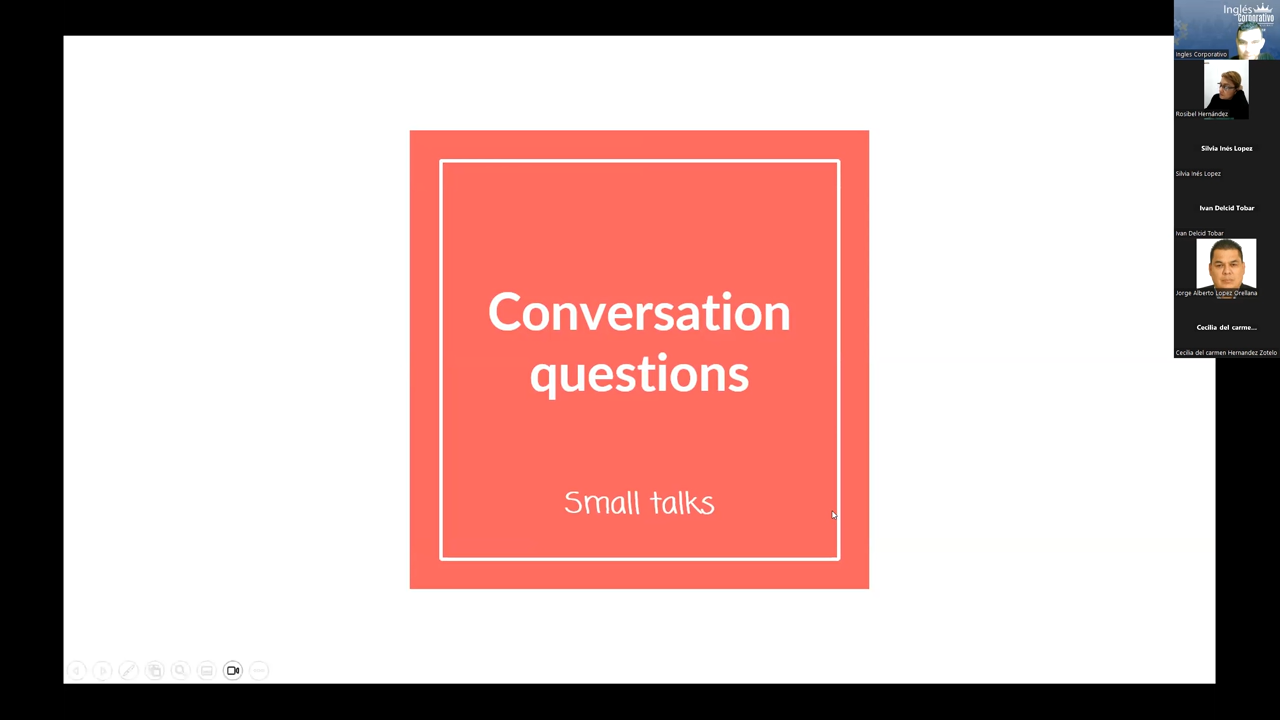 Conversation
questions
Small talks
Inglés
Corporativo
Ingles Corporativo
Rosibel Hernández
Silvia Inés Lopez
Silvia Inés Lopez
Ivan Delcid Tobar
Ivan Delcid Tobar
Jorge Alberto Lopez Orellana
Cecilia del carme...
Cecilia del carmen Hernandez Zotelo